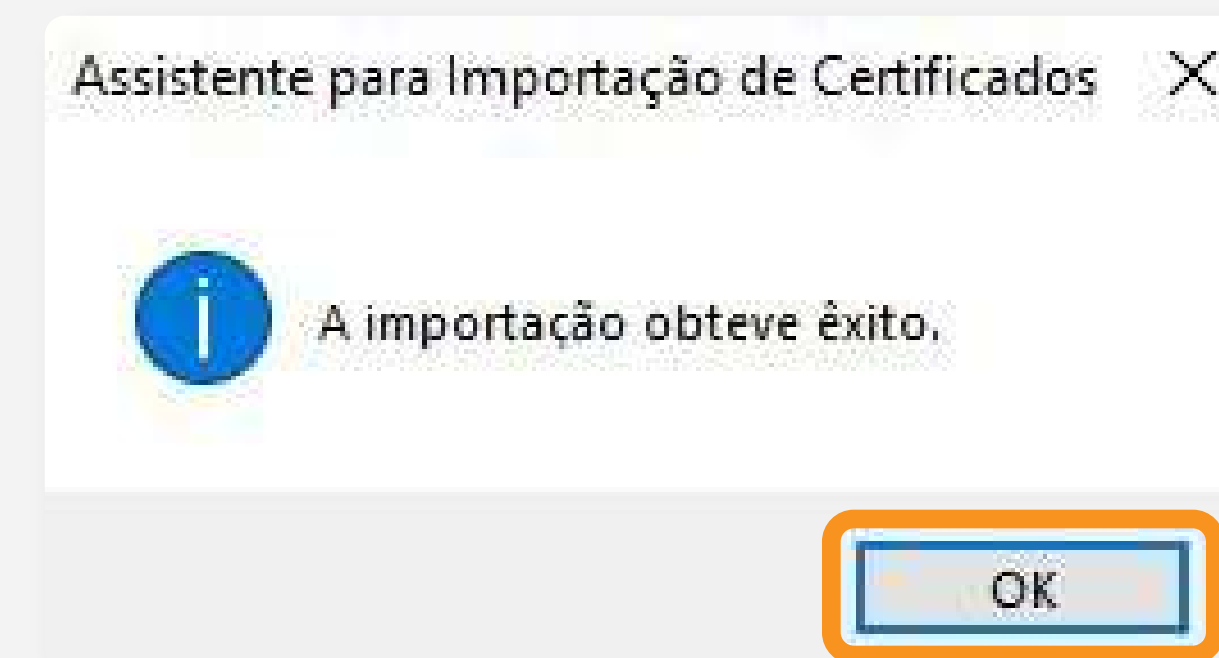 Assistente para Importação de Certificados
A importação obteve êxito.
OK